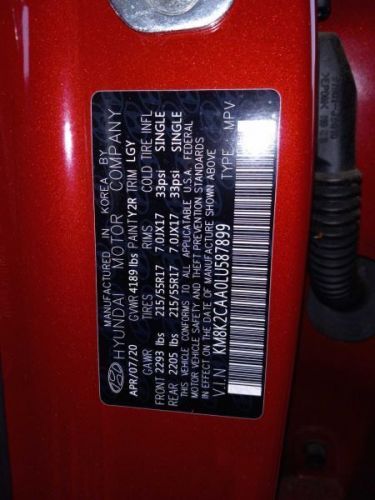 MANUFACTURED IN KOREA BY
HYUNDAI MOTOR COMPANY
APR/07/20 GVWR 4189 lbs PAINT Y2R TRIM LGY
GAWR TIRES RIMS COLD TIRE INFL
FRONT 2293 lbs 215/55R17 7.0JX17 33psi SINGLE
REAR 2205 lbs 215/55R17 7.0JX17 33psi SINGLE
THIS VEHICLE CONFORMS TO ALL APPLICATABLE U.S.A. FEDERAL
MOTOR VEHICLE SAFETY AND THEFT PREVENTION STANDARDS
IN EFFECT ON THE DATE OF MANUFACTURE SHOWN ABOVE.
V.I.N KM8K2CAA0LU587899 TYPE: MPV